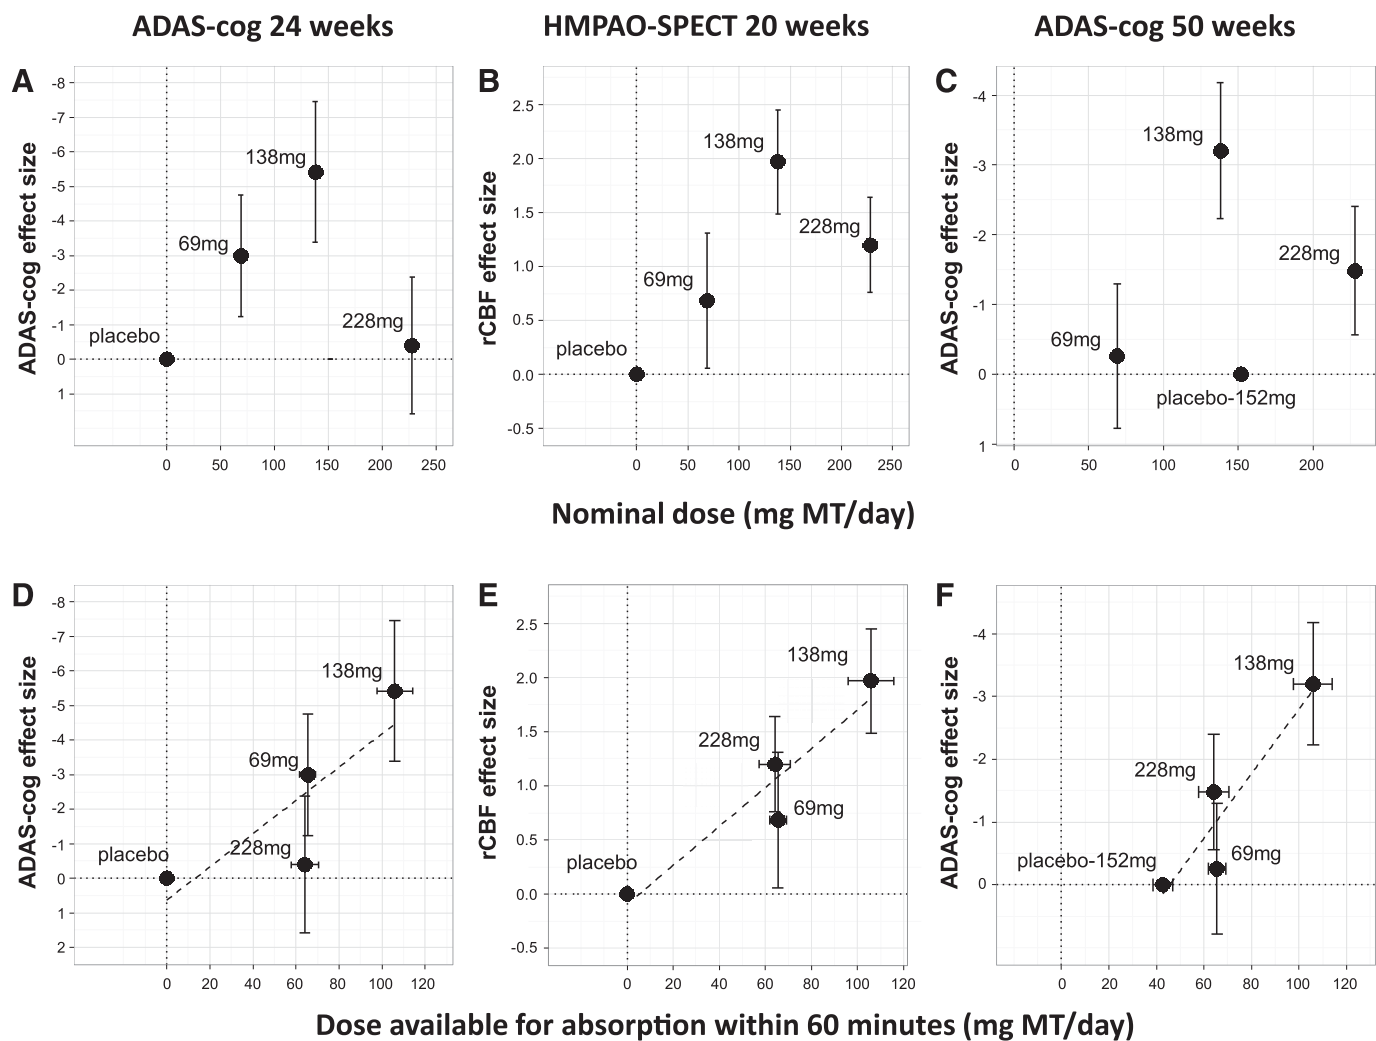 ADAS-cog 24 weeks
HMPAO-SPECT 20 weeks
ADAS-cog 50 weeks
A
ADAS-cog effect size
-8
-7
-6
-5
-4
-3
-2
-1
0
1
138mg
69mg
228mg
placebo
0
50
100
150
200
250
B
rCBF effect size
2.5
2.0
1.5
1.0
0.5
0.0
-0.5
138mg
228mg
69mg
placebo
0
50
100
150
200
250
C
ADAS-cog effect size
-4
-3
-2
-1
0
1
138mg
228mg
69mg
placebo-152mg
0
50
100
150
200
Nominal dose (mg MT/day)
D
ADAS-cog effect size
-8
-7
-6
-5
-4
-3
-2
-1
0
1
2
138mg
69mg
228mg
placebo
0
20
40
60
80
100
120
E
rCBF effect size
2.5
2.0
1.5
1.0
0.5
0.0
-0.5
138mg
228mg
69mg
placebo
0
20
40
60
80
100
120
F
ADAS-cog effect size
-4
-3
-2
-1
0
138mg
228mg
69mg
placebo-152mg
0
20
40
60
80
100
120
Dose available for absorption within 60 minutes (mg MT/day)